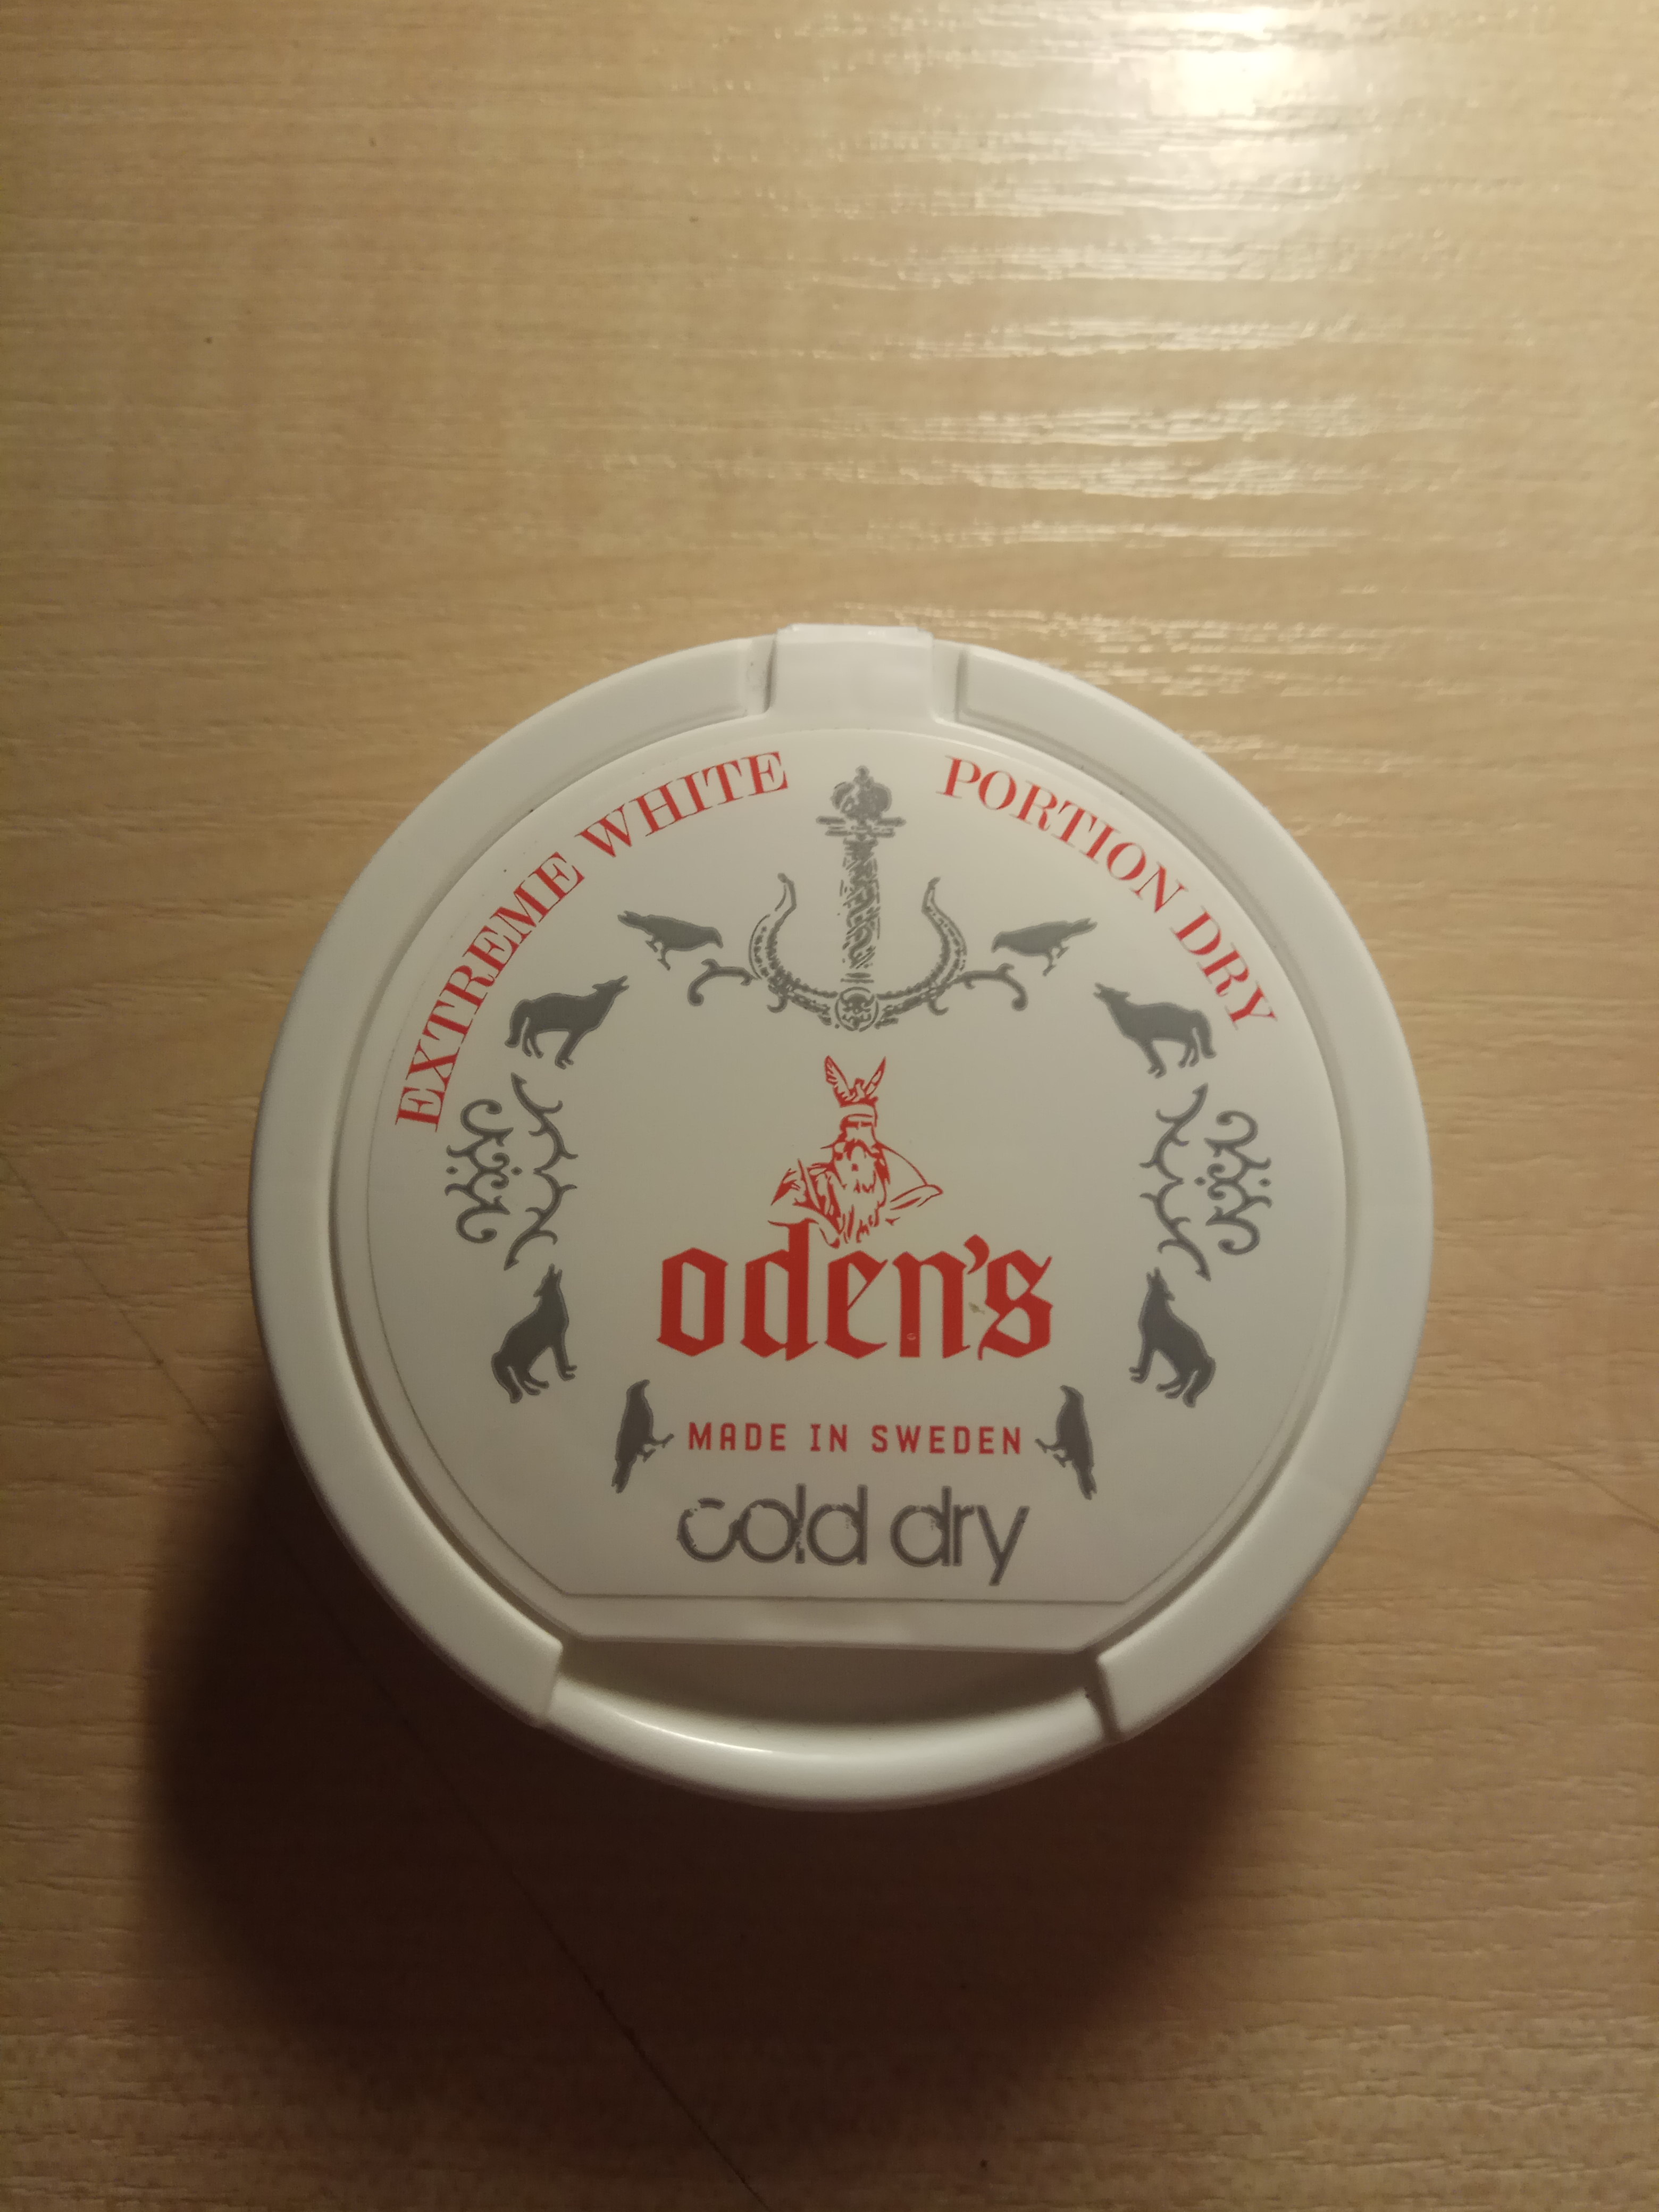 EXTREME WHITE PORTION DRY
oden's
MADE IN SWEDEN
cold dry